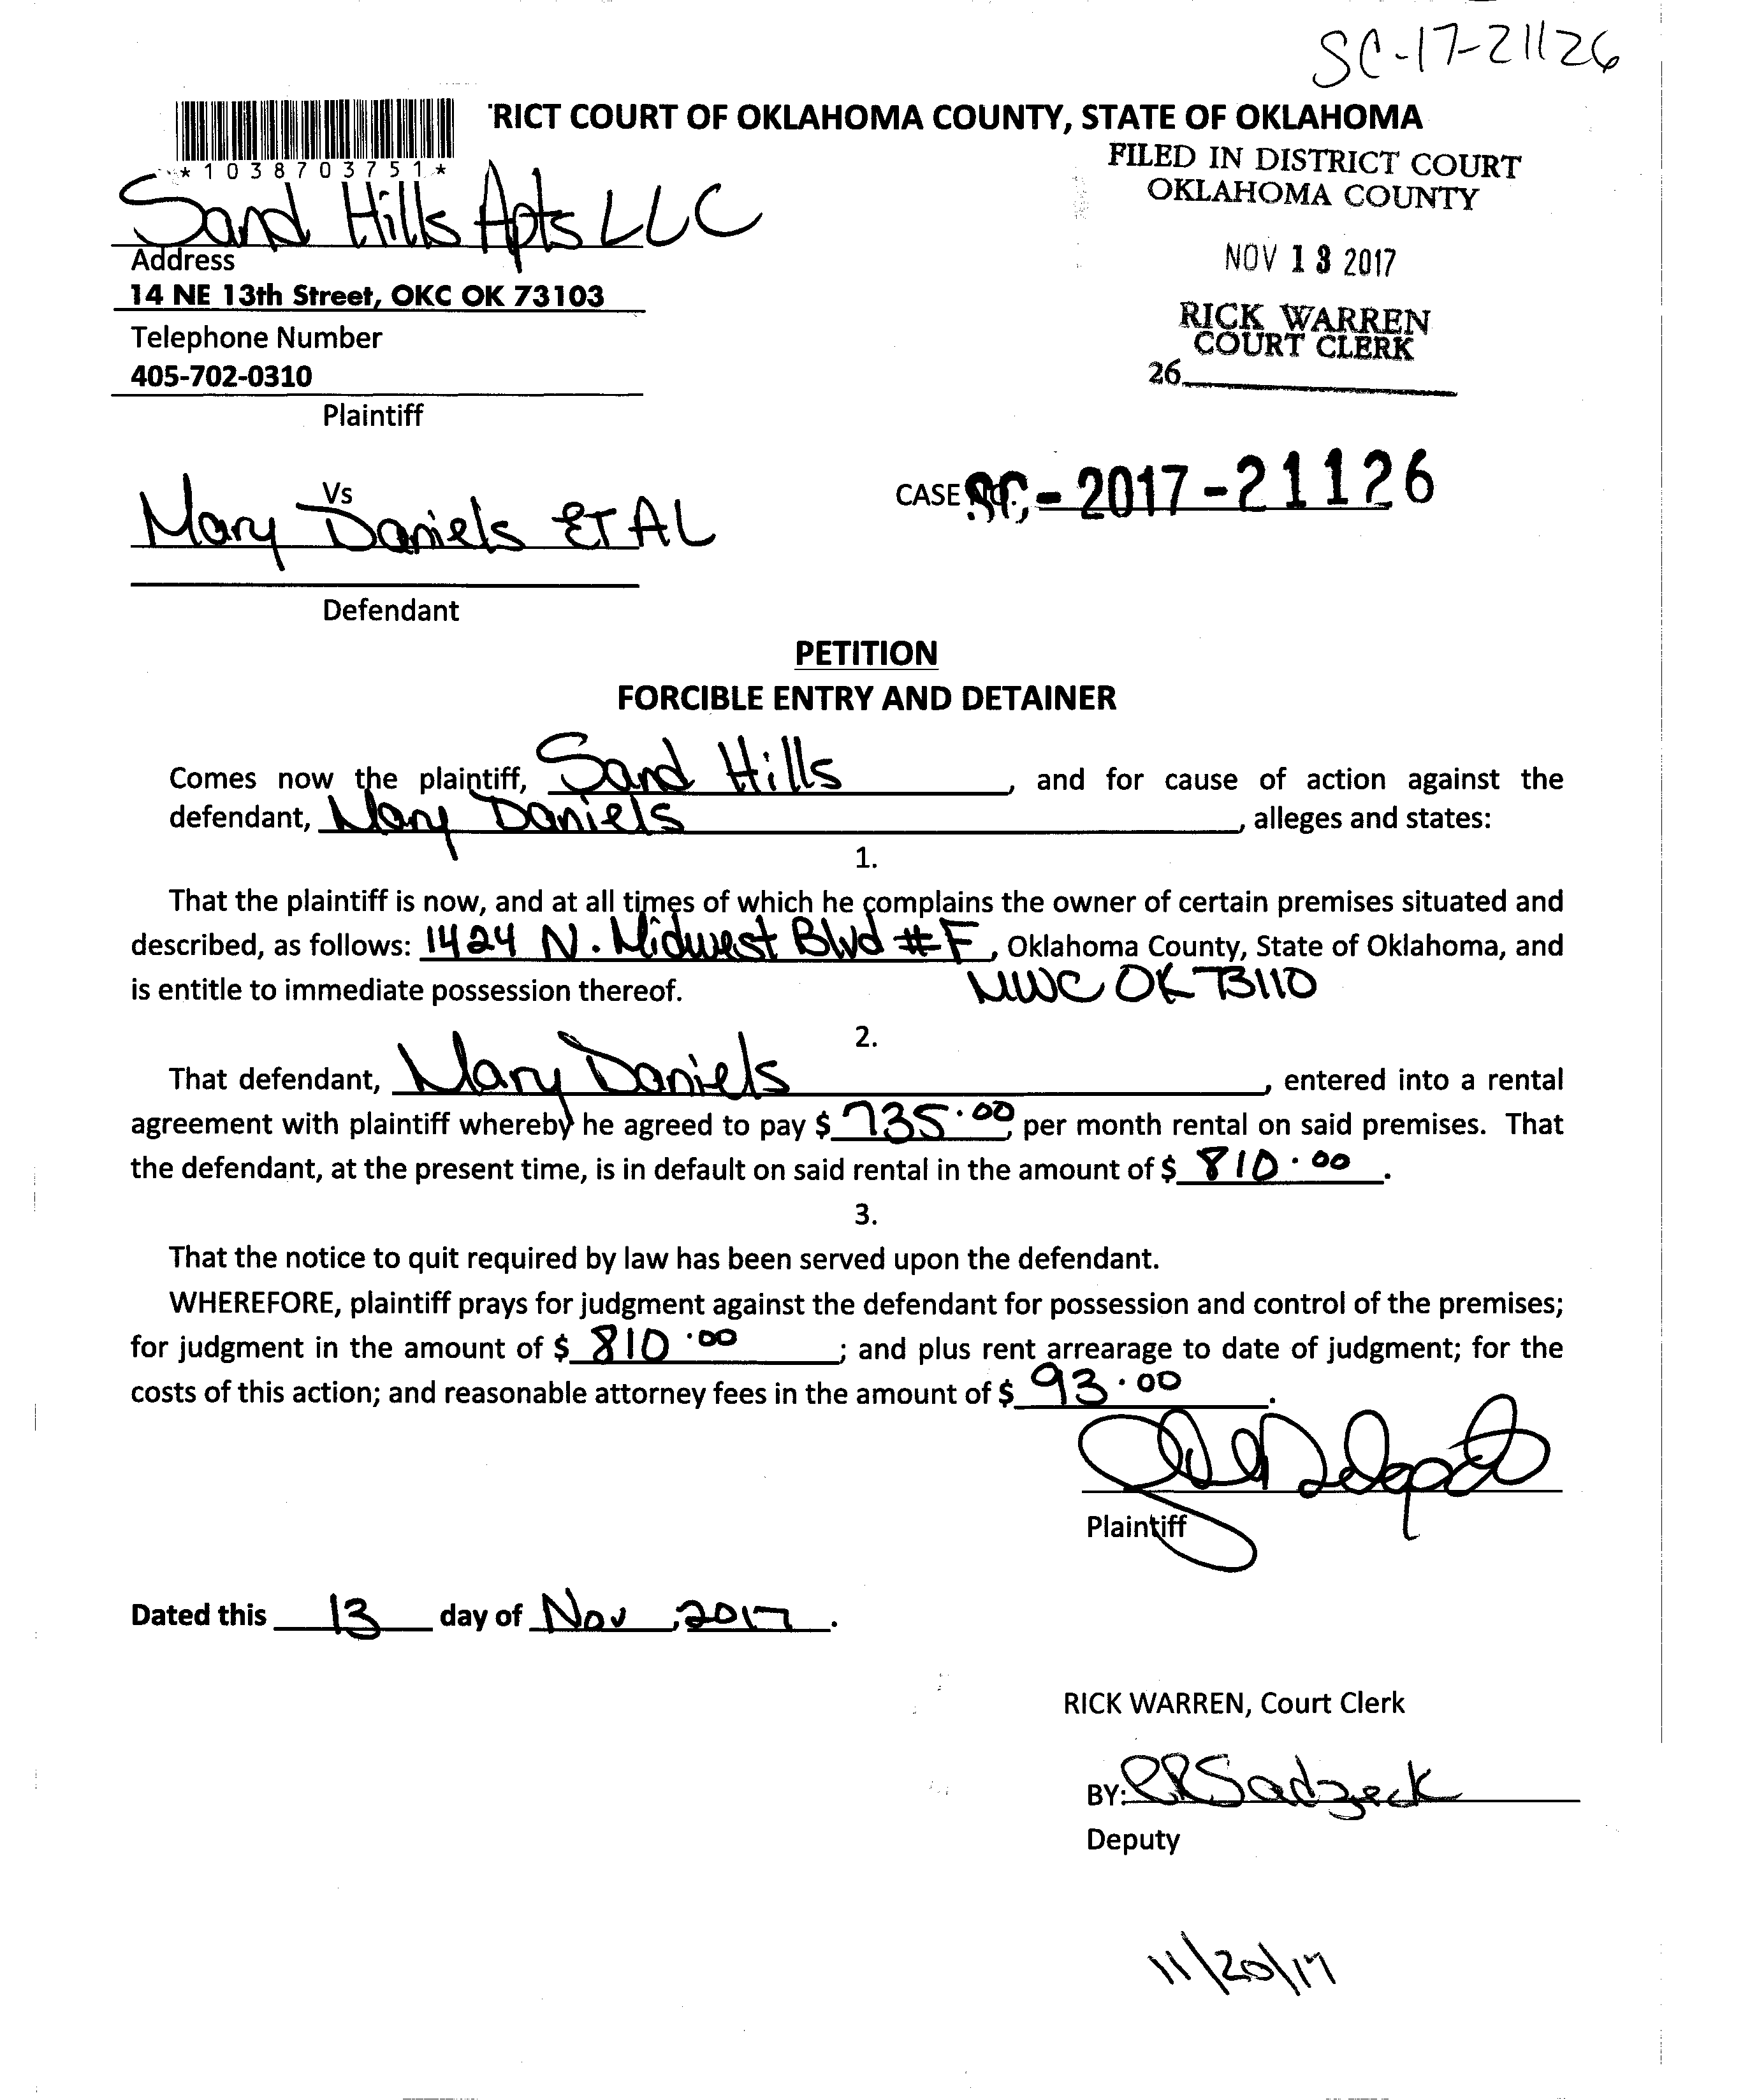 SC-17-21126
'RICT COURT OF OKLAHOMA COUNTY, STATE OF OKLAHOMA
*1038703751*
FILED IN DISTRICT COURT
OKLAHOMA COUNTY
Sand Hills Apts LLC
Address
NOV 13 2017
14 NE 13th Street, OKC OK 73103
RICK WARREN
COURT CLERK
Telephone Number
405-702-0310
26
Plaintiff
Vs
CASE NO. SC-2017-21126
Mary Daniels ET AL
Defendant
PETITION
FORCIBLE ENTRY AND DETAINER
Comes now the plaintiff, Sand Hills, and for cause of action against the
defendant, Mary Daniels, alleges and states:
1.
That the plaintiff is now, and at all times of which he complains the owner of certain premises situated and
described, as follows: 1424 N. Midwest Blvd #F, Oklahoma County, State of Oklahoma, and
is entitle to immediate possession thereof. MWC OK 73110
2.
That defendant, Mary Daniels, entered into a rental
agreement with plaintiff whereby he agreed to pay $ 735.00, per month rental on said premises. That
the defendant, at the present time, is in default on said rental in the amount of $ 810.00.
3.
That the notice to quit required by law has been served upon the defendant.
WHEREFORE, plaintiff prays for judgment against the defendant for possession and control of the premises;
for judgment in the amount of $ 810.00; and plus rent arrearage to date of judgment; for the
costs of this action; and reasonable attorney fees in the amount of $ 93.00.
Plaintiff
Dated this 13 day of Nov, 2017.
RICK WARREN, Court Clerk
BY:
Deputy
11/20/17